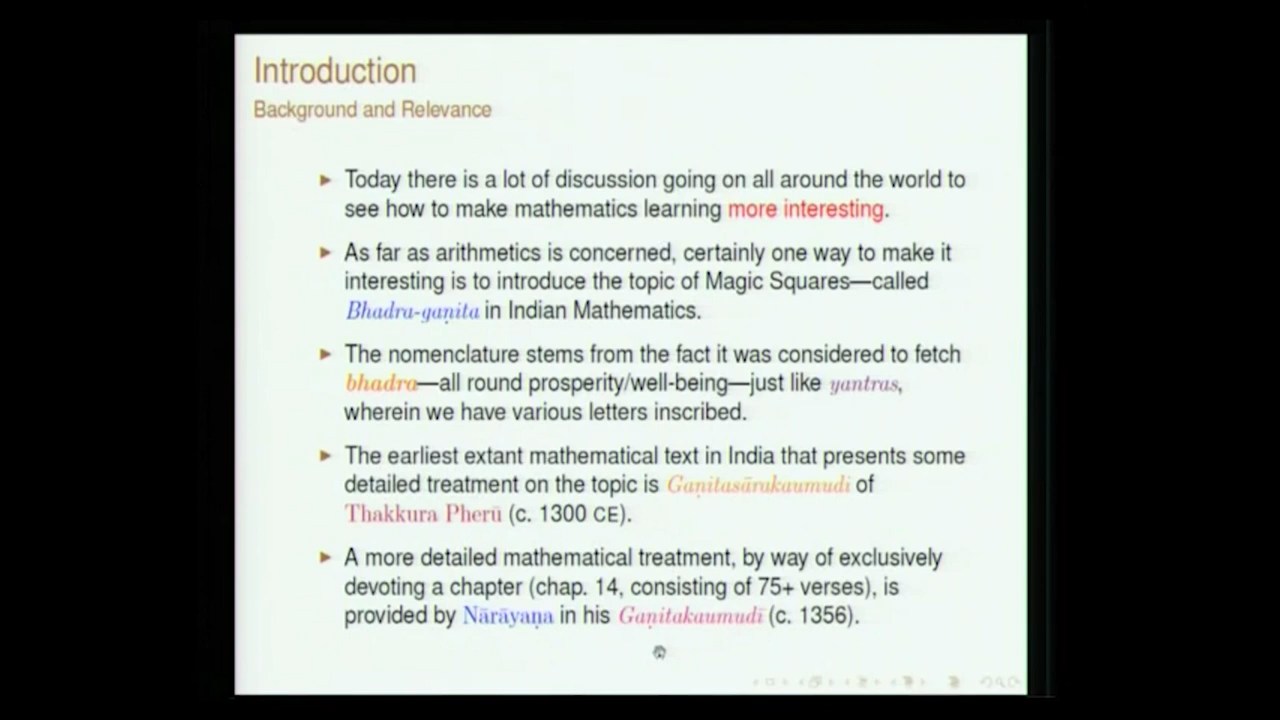 Introduction
Background and Relevance
Today there is a lot of discussion going on all around the world to
see how to make mathematics learning more interesting.
As far as arithmetics is concerned, certainly one way to make it
interesting is to introduce the topic of Magic Squares—called
Bhadra-gaṇita in Indian Mathematics.
The nomenclature stems from the fact it was considered to fetch
bhadra—all round prosperity/well-being—just like yantras,
wherein we have various letters inscribed.
The earliest extant mathematical text in India that presents some
detailed treatment on the topic is Gaṇitasārakaumudi of
Thakkura Pherū (c. 1300 CE).
A more detailed mathematical treatment, by way of exclusively
devoting a chapter (chap. 14, consisting of 75+ verses), is
provided by Nārāyaṇa in his Gaṇitakaumudī (c. 1356).